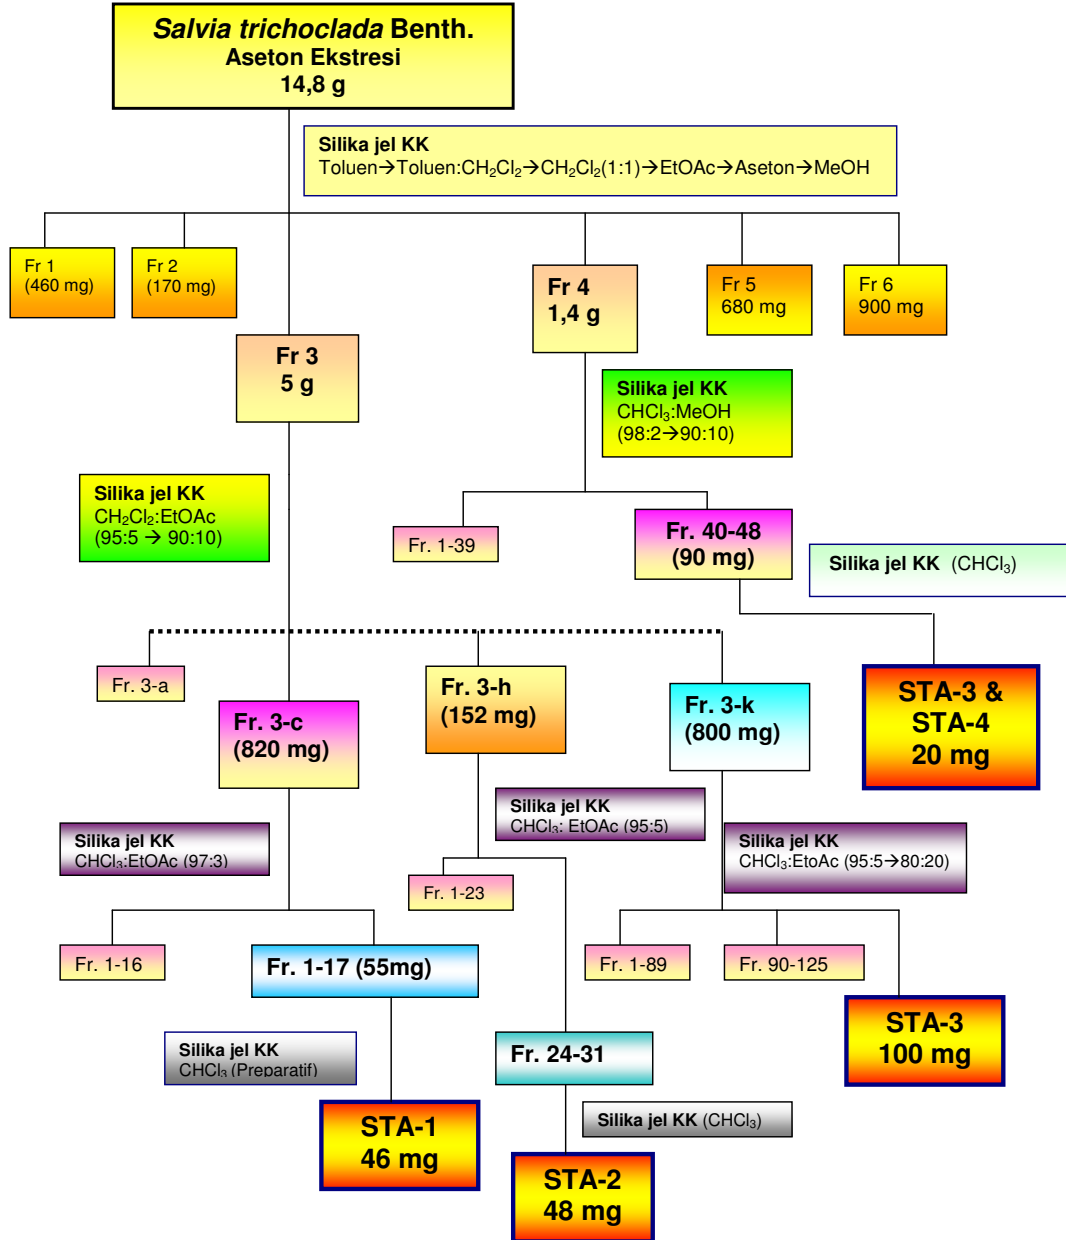 Salvia trichoclada Benth.
Aseton Ekstresi
14,8 g
Silika jel KK
Toluen→Toluen:CH₂Cl₂→CH₂Cl₂(1:1)→EtOAc→Aseton→MeOH
Fr 1
(460 mg)
Fr 2
(170 mg)
Fr 3
5 g
Fr 4
1,4 g
Fr 5
680 mg
Fr 6
900 mg
Silika jel KK
CHCl₃:MeOH
(98:2→90:10)
Silika jel KK
CH₂Cl₂:EtOAc
(95:5 → 90:10)
Fr. 1-39
Fr. 40-48
(90 mg)
Silika jel KK (CHCl₃)
Fr. 3-a
Fr. 3-c
(820 mg)
Fr. 3-h
(152 mg)
Fr. 3-k
(800 mg)
STA-3 &
STA-4
20 mg
Silika jel KK
CHCl₃:EtOAc (97:3)
Silika jel KK
CHCl₃: EtOAc (95:5)
Silika jel KK
CHCl₃:EtoAc (95:5→80:20)
Fr. 1-16
Fr. 1-17 (55mg)
Fr. 1-23
Fr. 1-89
Fr. 90-125
Silika jel KK
CHCl₃ (Preparatif)
Fr. 24-31
STA-3
100 mg
STA-1
46 mg
Silika jel KK (CHCl₃)
STA-2
48 mg